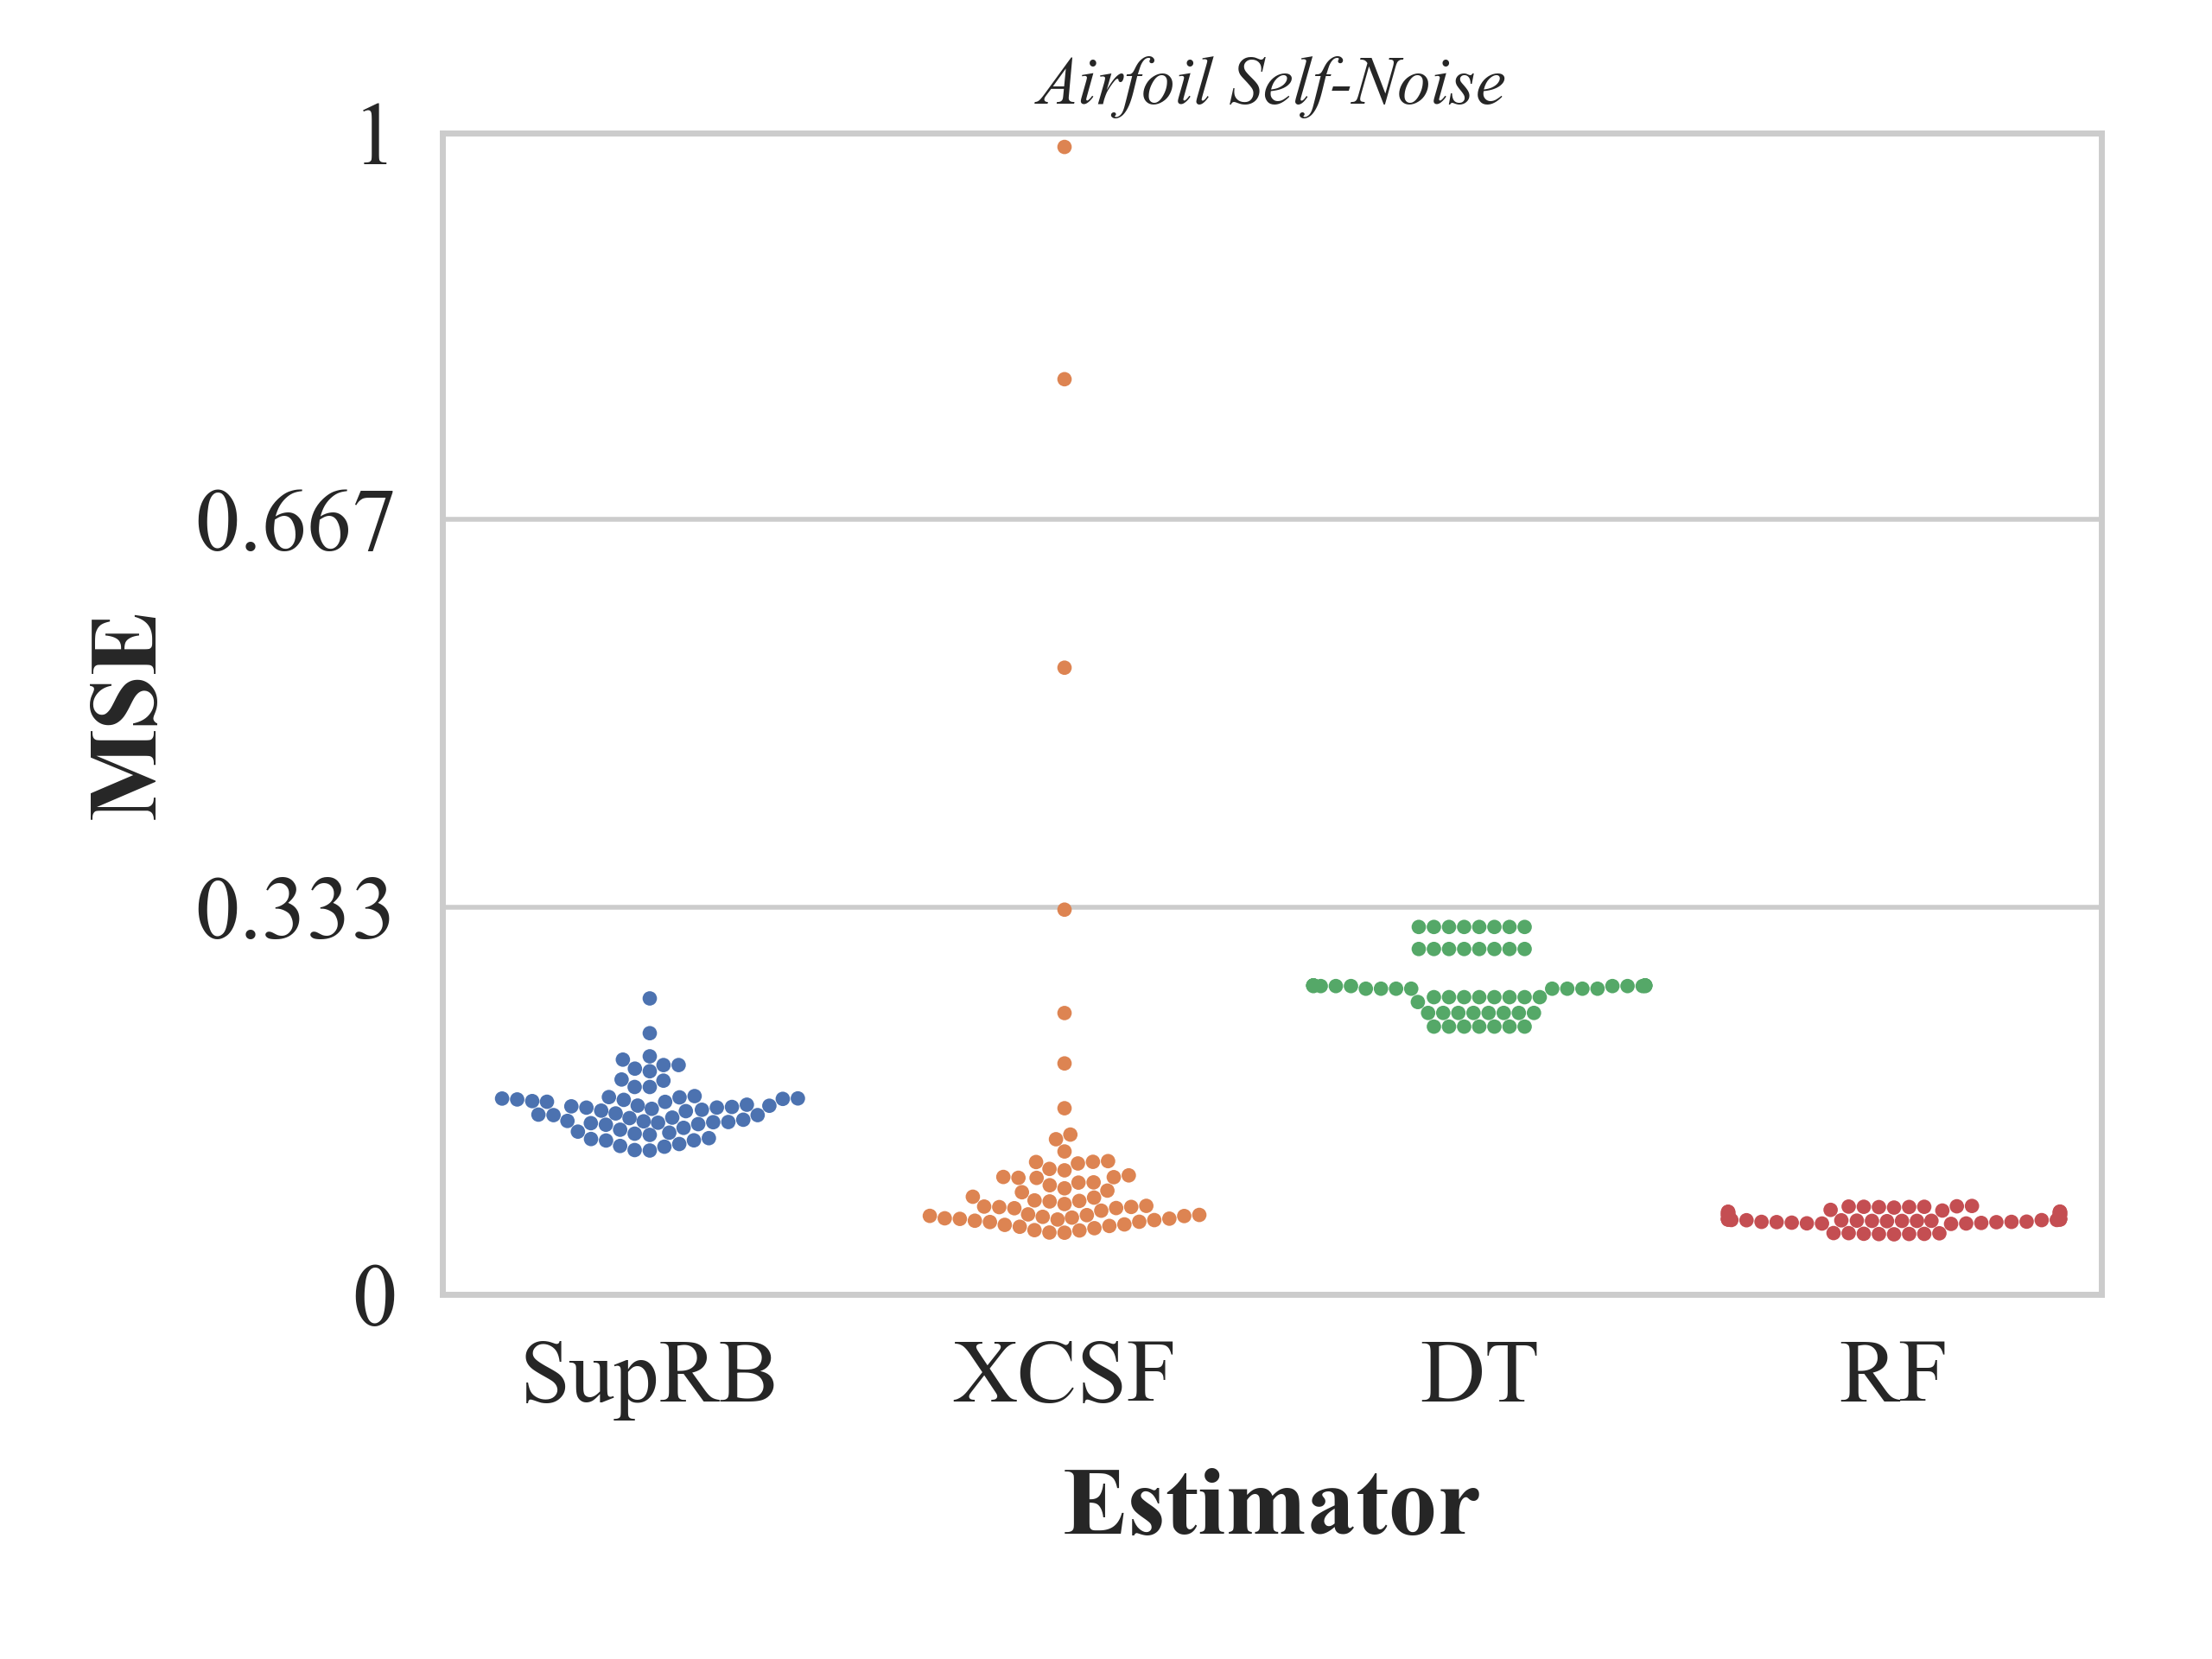 Airfoil Self-Noise
1
0.667
0.333
0
MSE
SupRB XCSF DT RF
Estimator